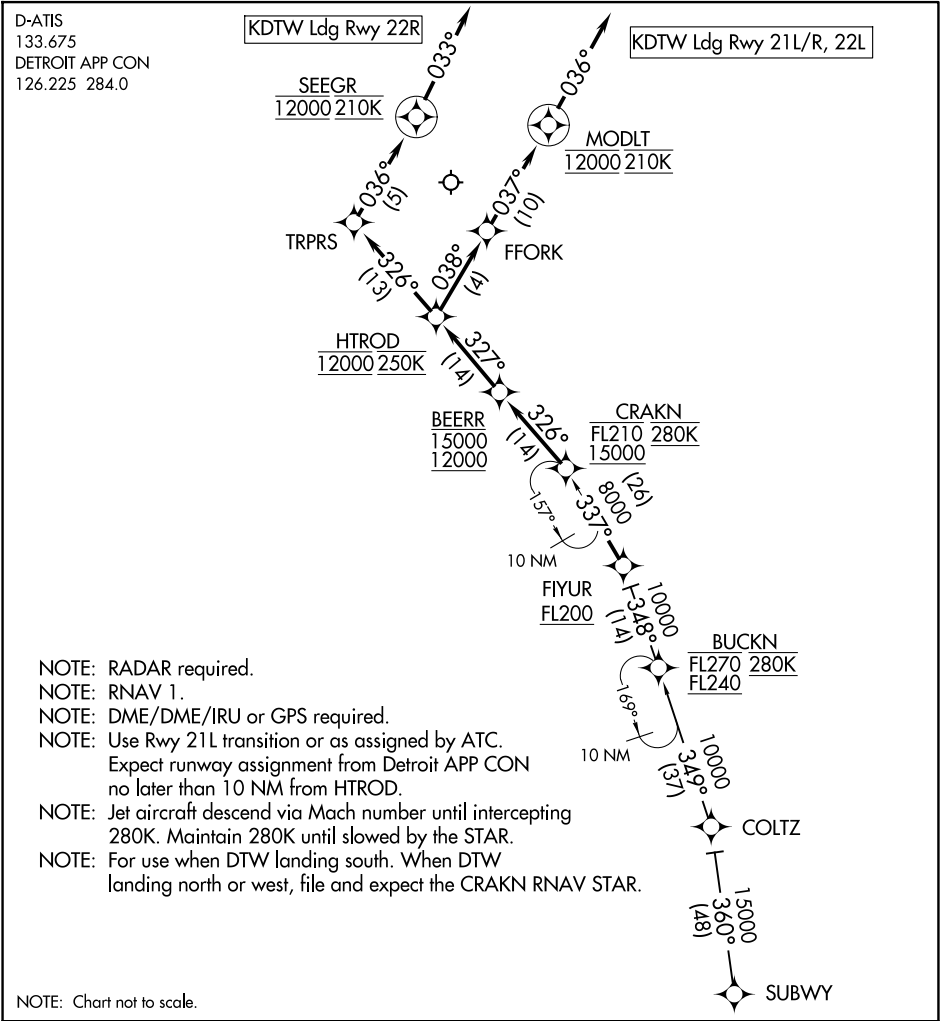 D-ATIS
133.675
DETROIT APP CON
126.225 284.0
KDTW Ldg Rwy 22R
KDTW Ldg Rwy 21L/R, 22L
033°
036°
SEEGR
12000 210K
MODLT
12000 210K
036°
(5)
037°
(10)
TRPRS
FFORK
326°
(13)
038°
(4)
HTROD
12000 250K
327°
(14)
BEERR
15000
12000
326°
(14)
CRAKN
FL210 280K
15000
157°
10 NM
8000
337°
(26)
FIYUR
FL200
10000
348°
(14)
BUCKN
FL270 280K
FL240
169°
10 NM
10000
349°
(37)
COLTZ
15000
360°
(48)
SUBWY
NOTE: RADAR required.
NOTE: RNAV 1.
NOTE: DME/DME/IRU or GPS required.
NOTE: Use Rwy 21L transition or as assigned by ATC.
Expect runway assignment from Detroit APP CON
no later than 10 NM from HTROD.
NOTE: Jet aircraft descend via Mach number until intercepting
280K. Maintain 280K until slowed by the STAR.
NOTE: For use when DTW landing south. When DTW
landing north or west, file and expect the CRAKN RNAV STAR.
NOTE: Chart not to scale.